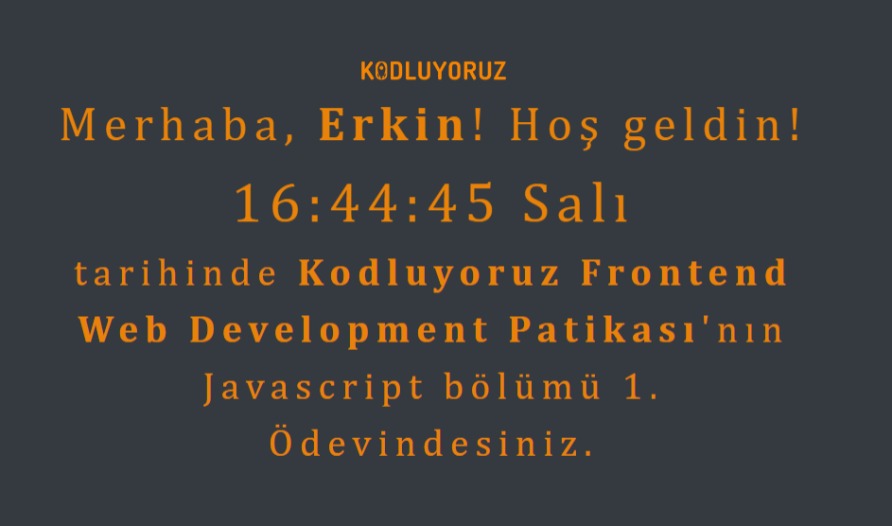 KODLUYORUZ
Merhaba, Erkin! Hoş geldin!
16:44:45 Salı
tarihinde Kodluyoruz Frontend
Web Development Patikası'nın
Javascript bölümü 1.
Ödevindesiniz.